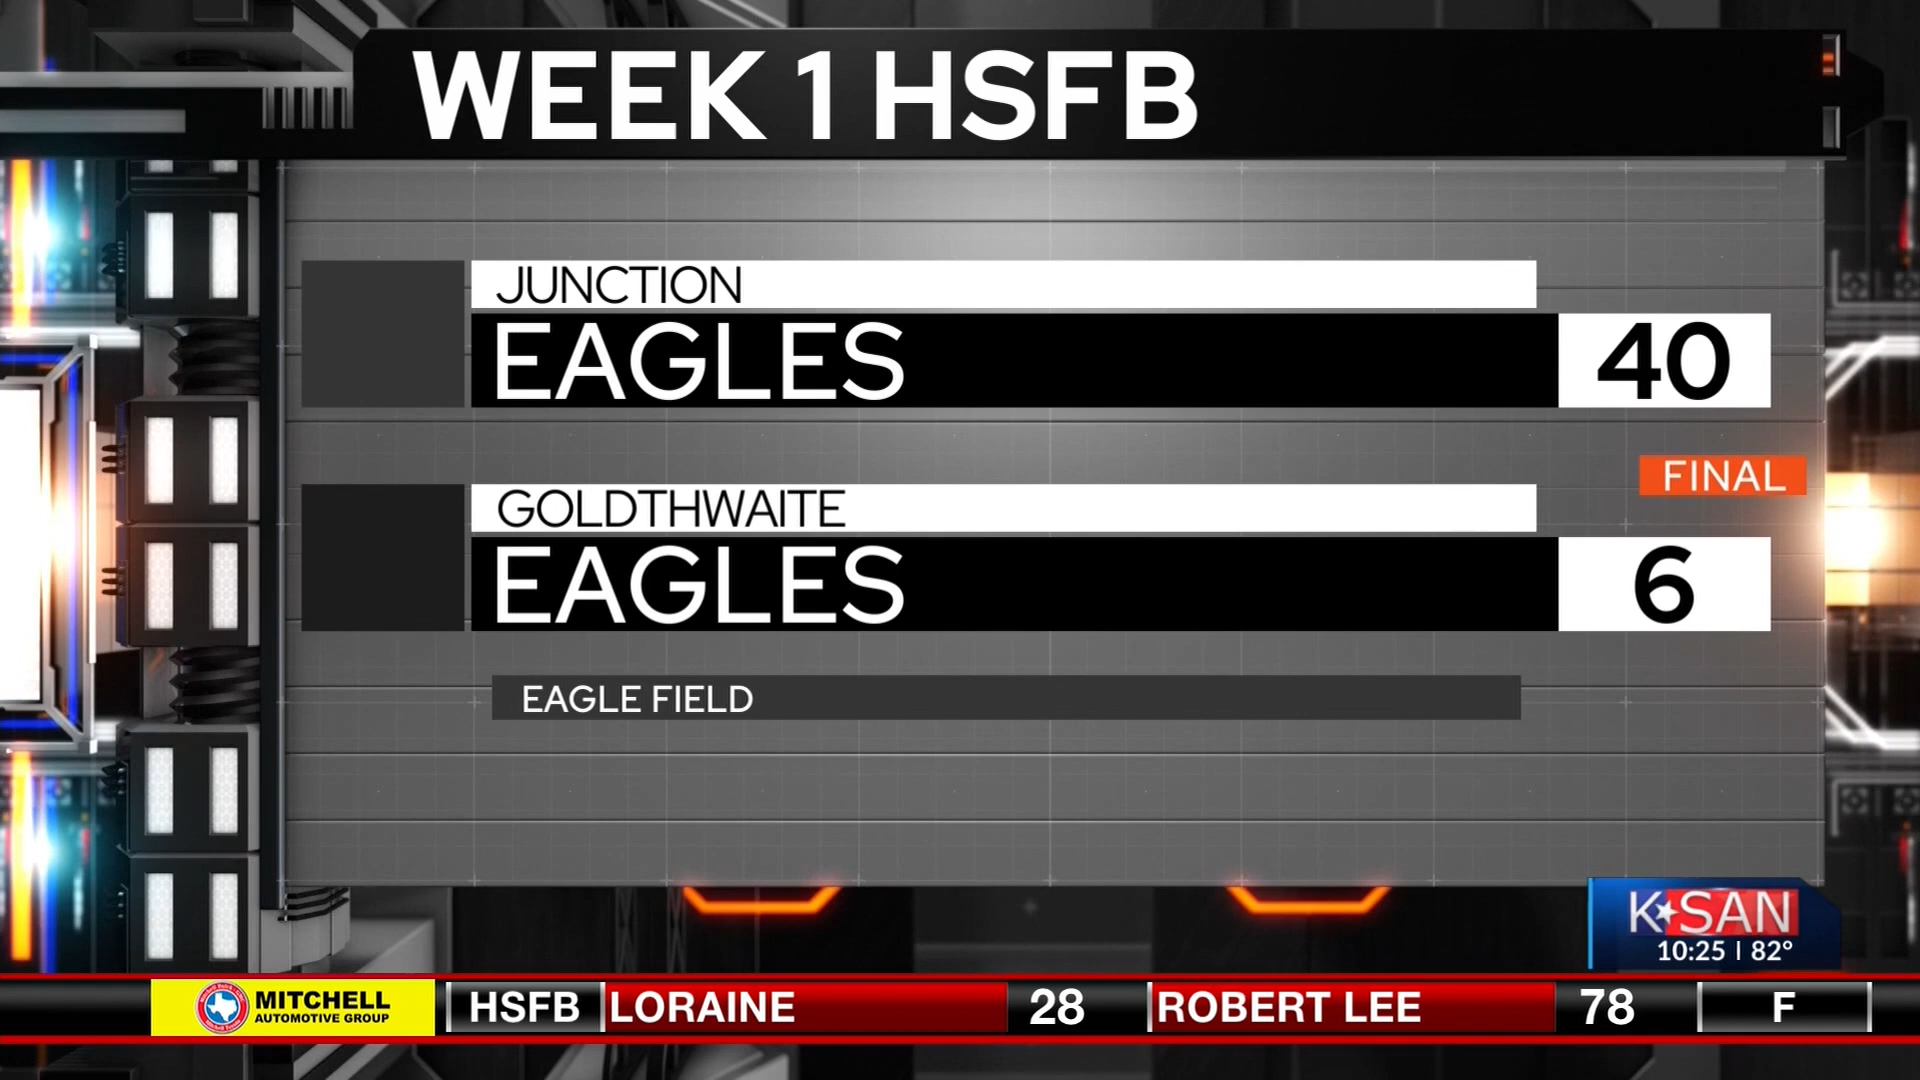 WEEK 1 HSFB
JUNCTION
EAGLES
40
FINAL
GOLDTHWAITE
EAGLES
6
EAGLE FIELD
K★SAN
10:25 | 82°
MITCHELL
AUTOMOTIVE GROUP
HSFB LORAINE 28 ROBERT LEE 78 F